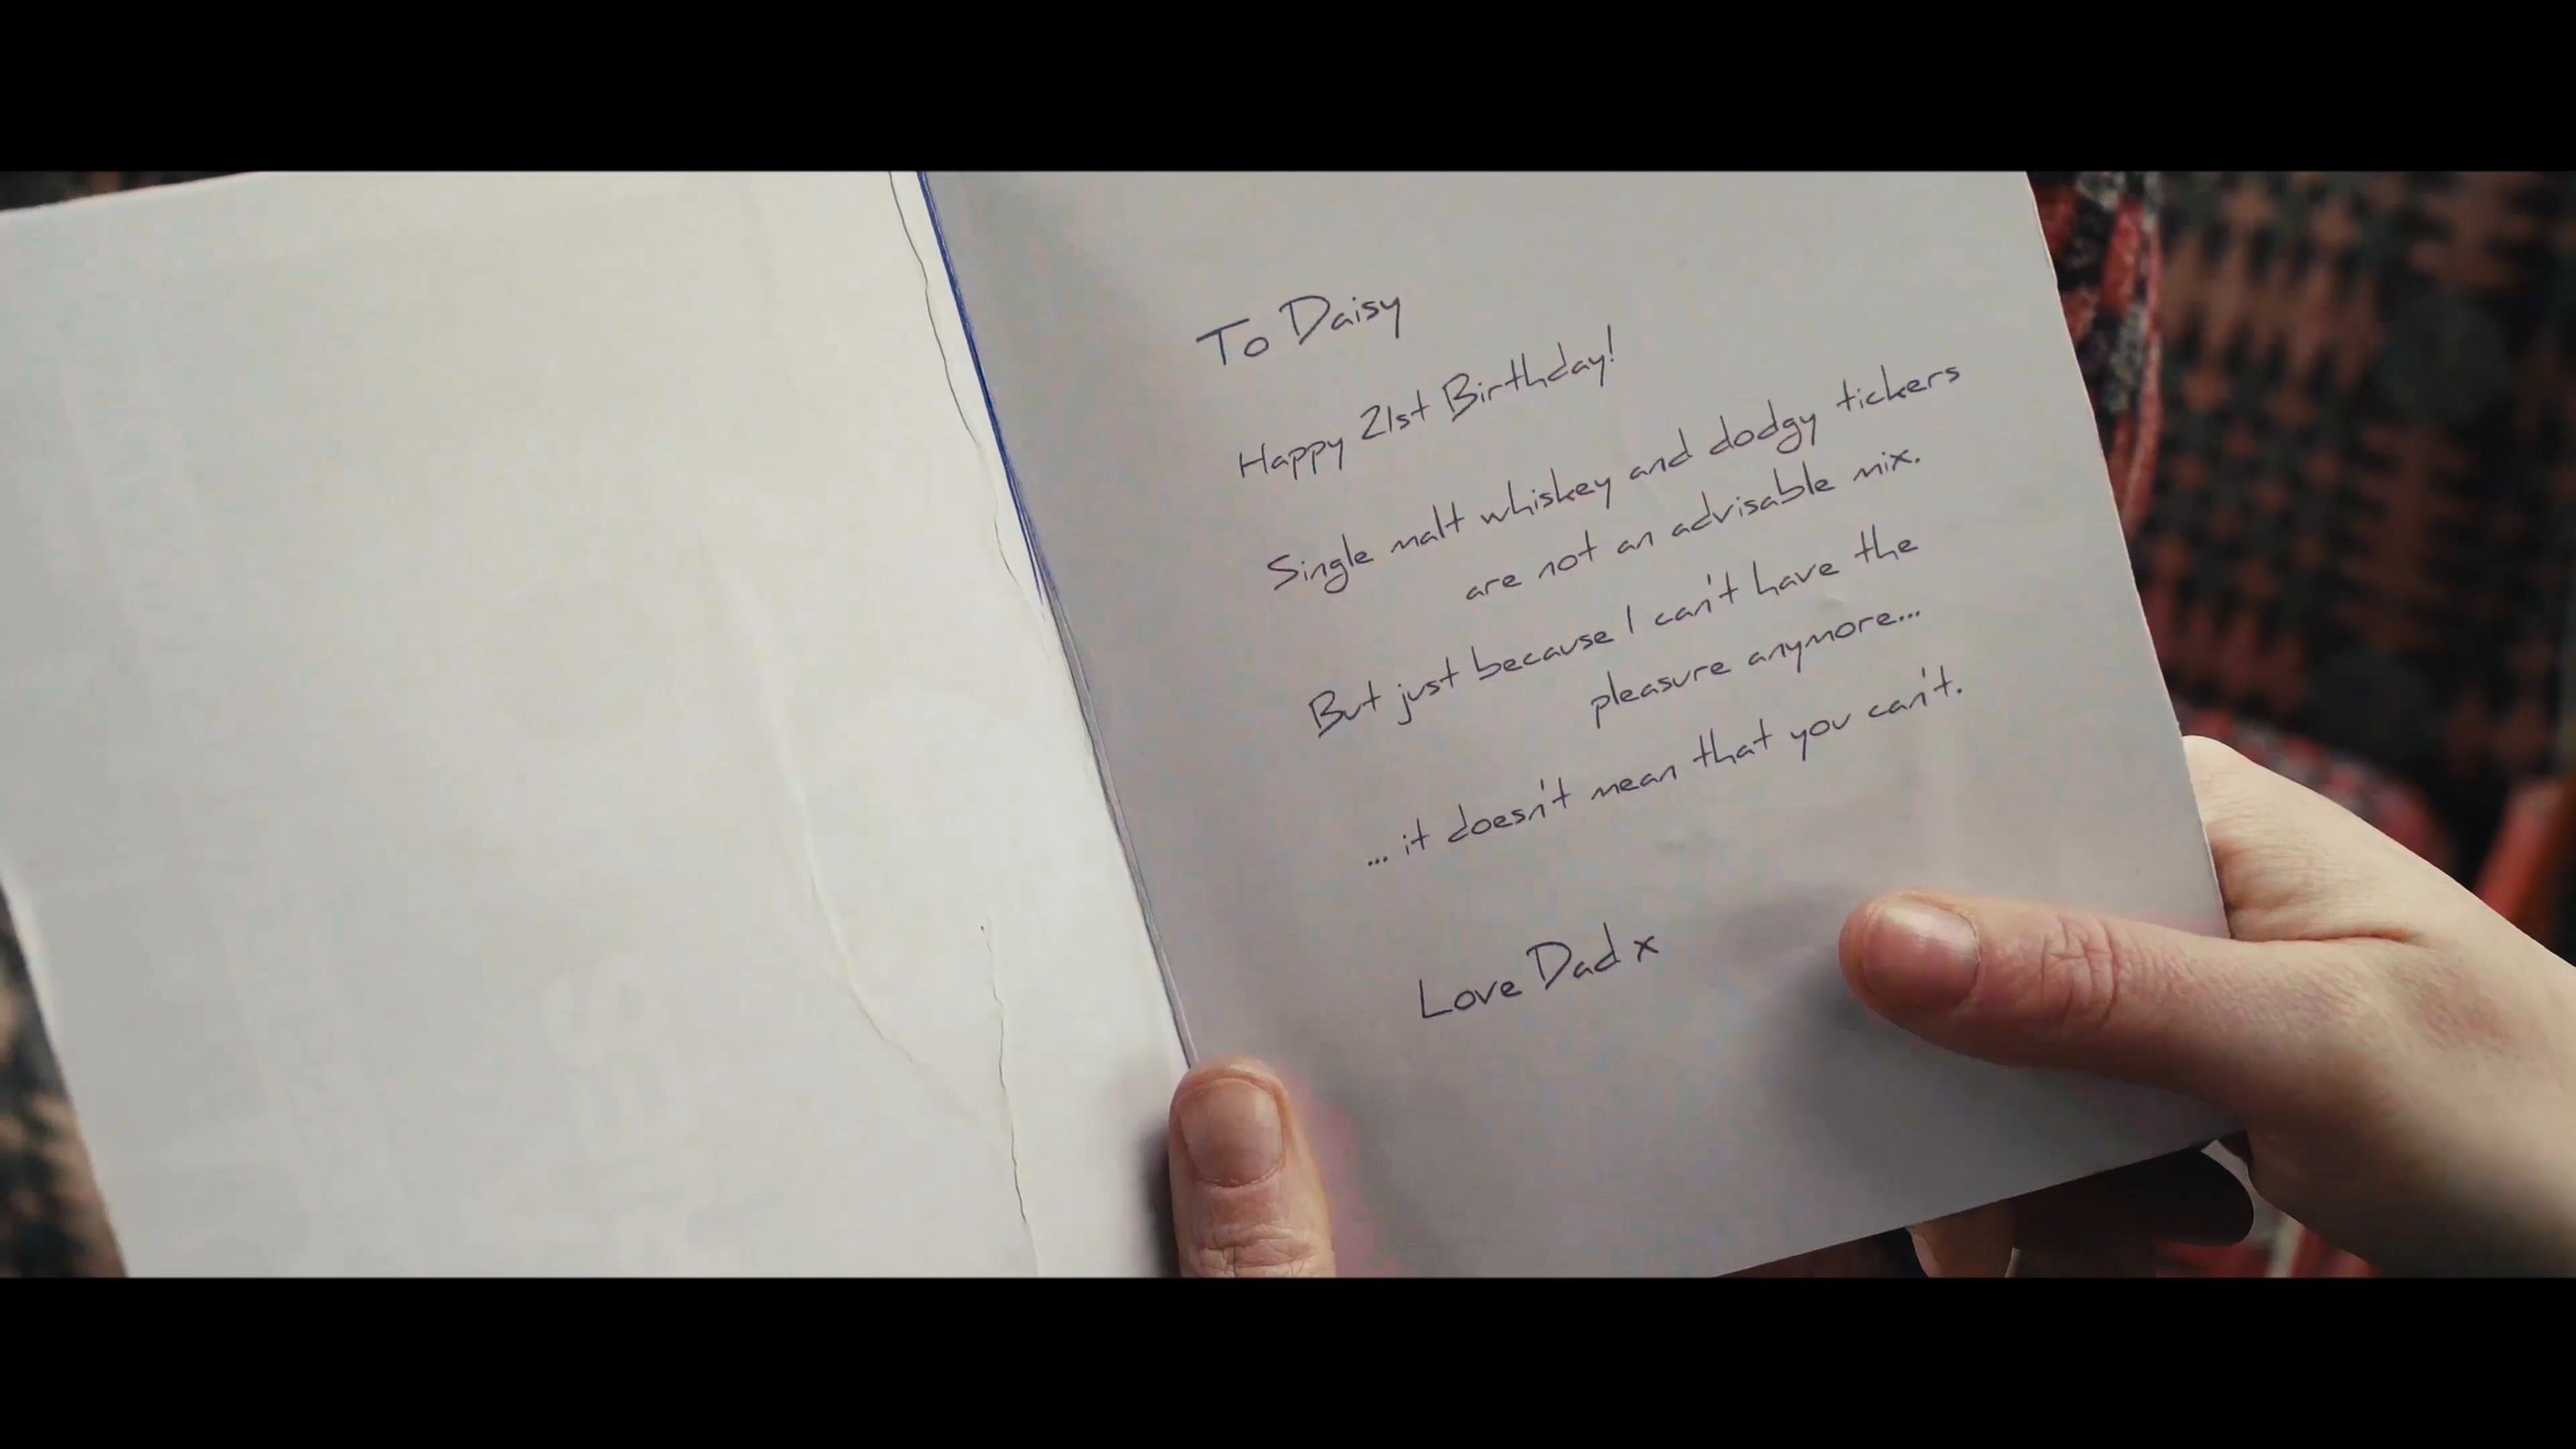 To Daisy
Happy 21st Birthday!
Single malt whiskey and dodgy tickers
are not an advisable mix.
But just because I can't have the
pleasure anymore...
... it doesn't mean that you can't.
Love Dad x